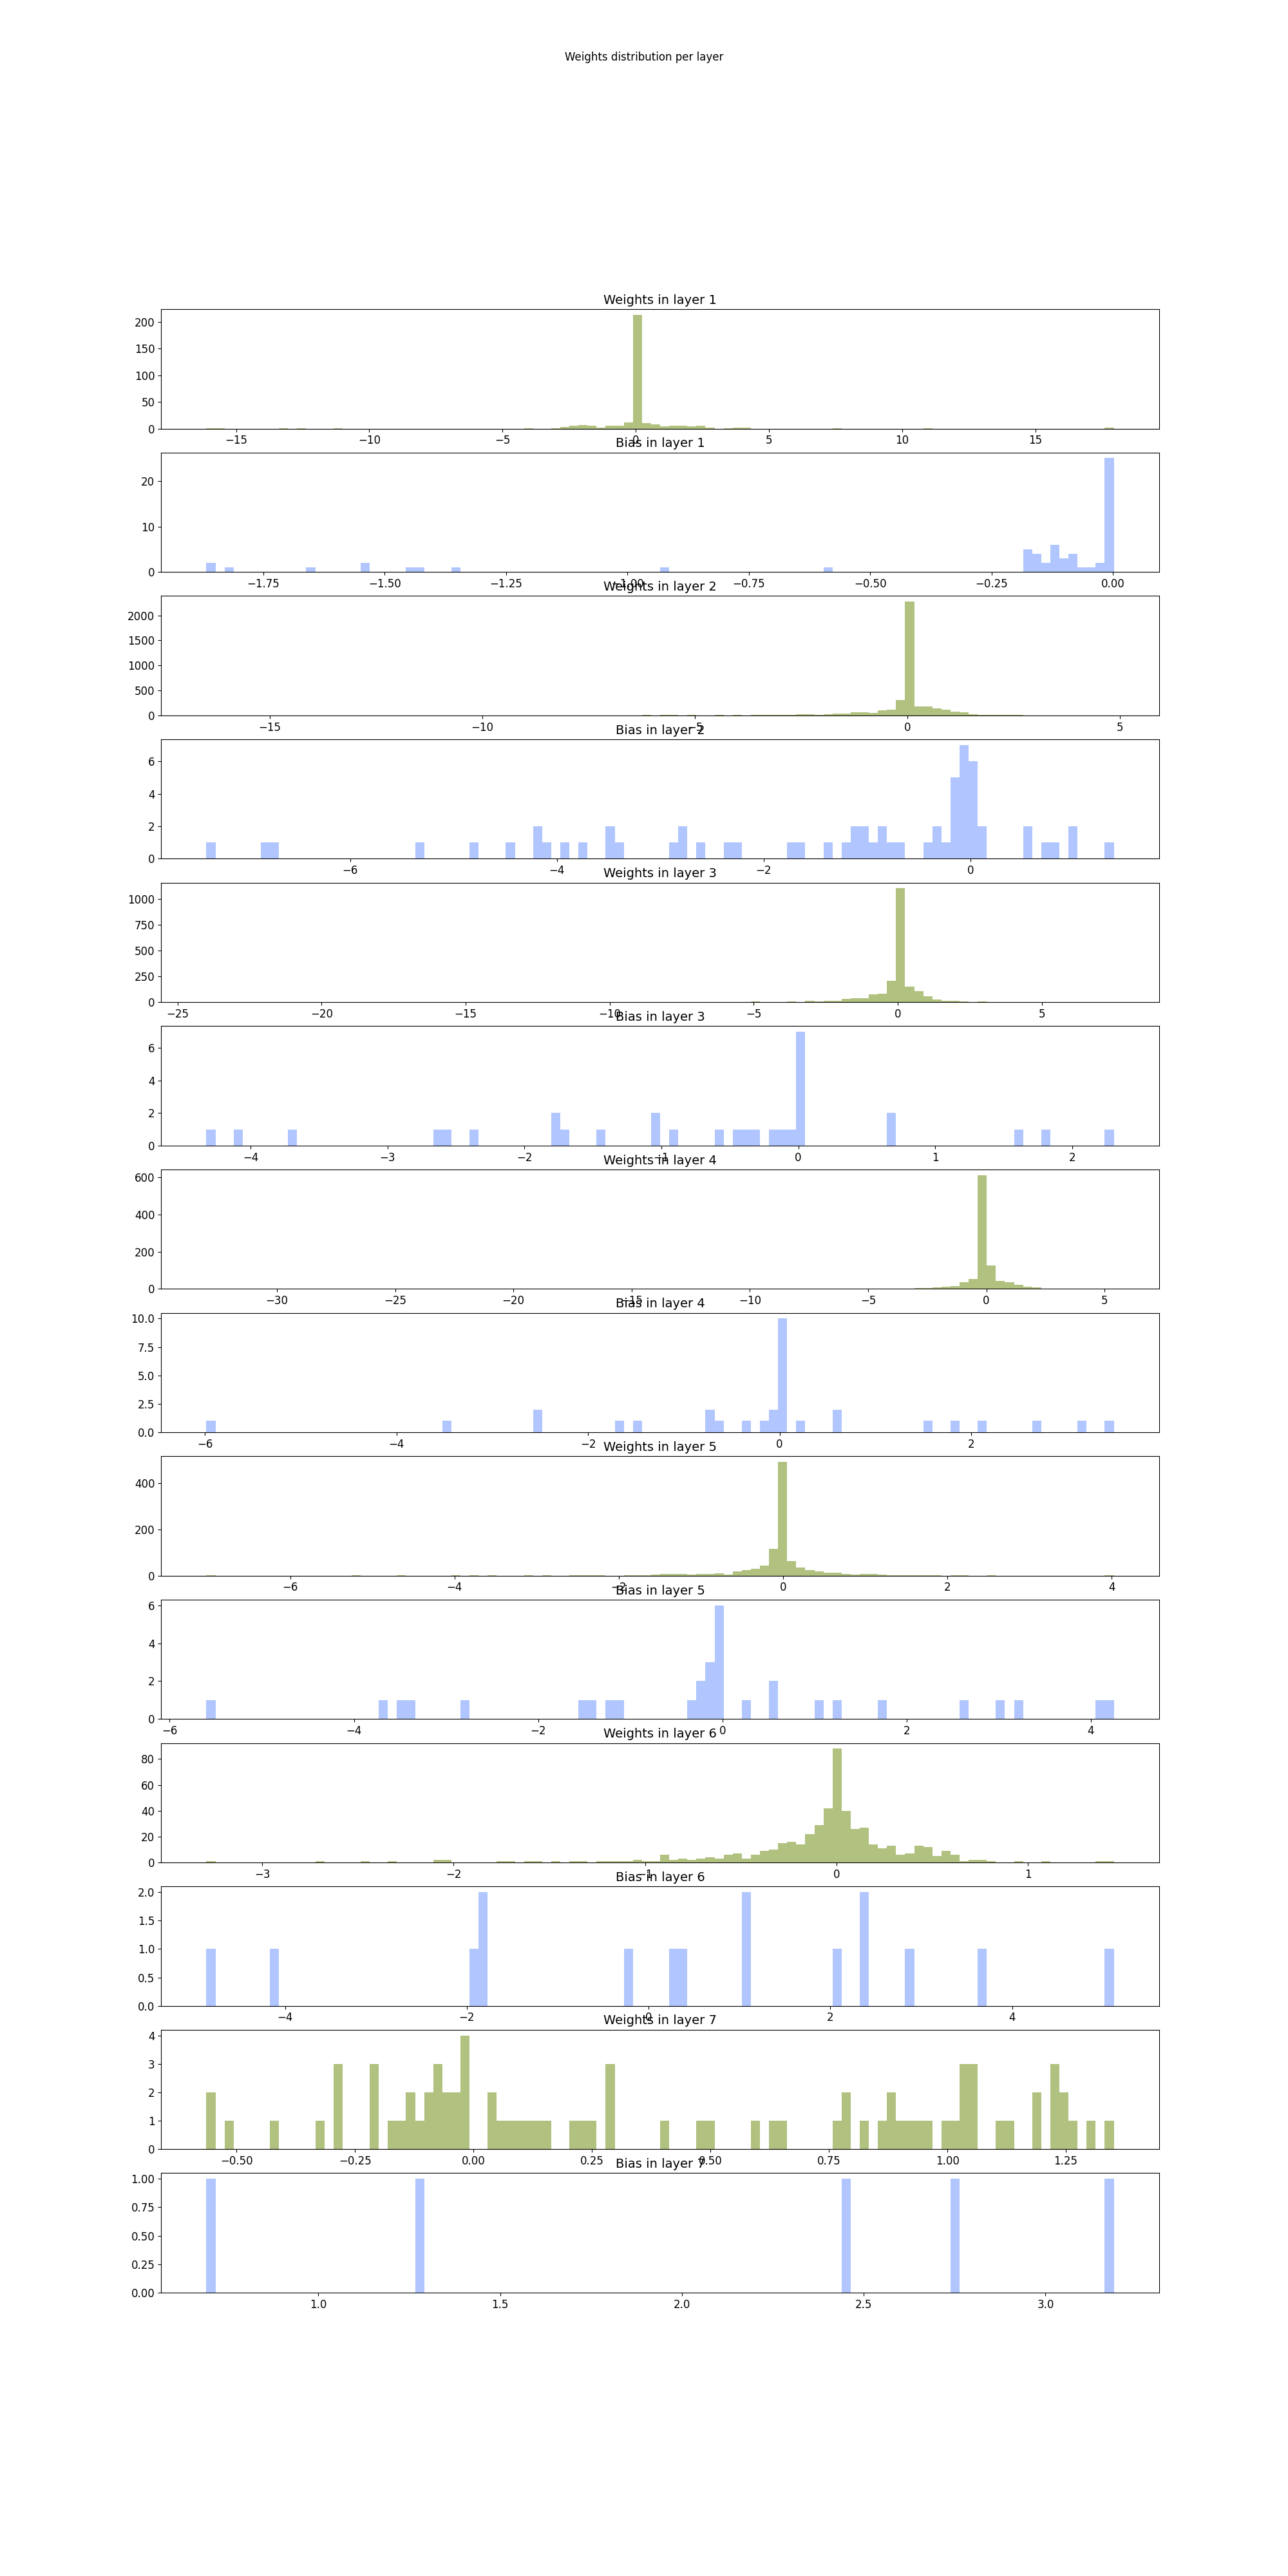 Weights distribution per layer
Weights in layer 1
200
150
100
50
0
−15 −10 −5 0 5 10 15
Bias in layer 1
20
10
0
−1.75 −1.50 −1.25 −1.00 −0.75 −0.50 −0.25 0.00
Weights in layer 2
2000
1500
1000
500
0
−15 −10 −5 0 5
Bias in layer 2
6
4
2
0
−6 −4 −2 0
Weights in layer 3
1000
750
500
250
0
−25 −20 −15 −10 −5 0 5
Bias in layer 3
6
4
2
0
−4 −3 −2 −1 0 1 2
Weights in layer 4
600
400
200
0
−30 −25 −20 −15 −10 −5 0 5
Bias in layer 4
10.0
7.5
5.0
2.5
0.0
−6 −4 −2 0 2
Weights in layer 5
400
200
0
−6 −4 −2 0 2 4
Bias in layer 5
6
4
2
0
−6 −4 −2 0 2 4
Weights in layer 6
80
60
40
20
0
−3 −2 −1 0 1
Bias in layer 6
2.0
1.5
1.0
0.5
0.0
−4 −2 0 2 4
Weights in layer 7
4
3
2
1
0
−0.50 −0.25 0.00 0.25 0.50 0.75 1.00 1.25
Bias in layer 7
1.00
0.75
0.50
0.25
0.00
1.0 1.5 2.0 2.5 3.0